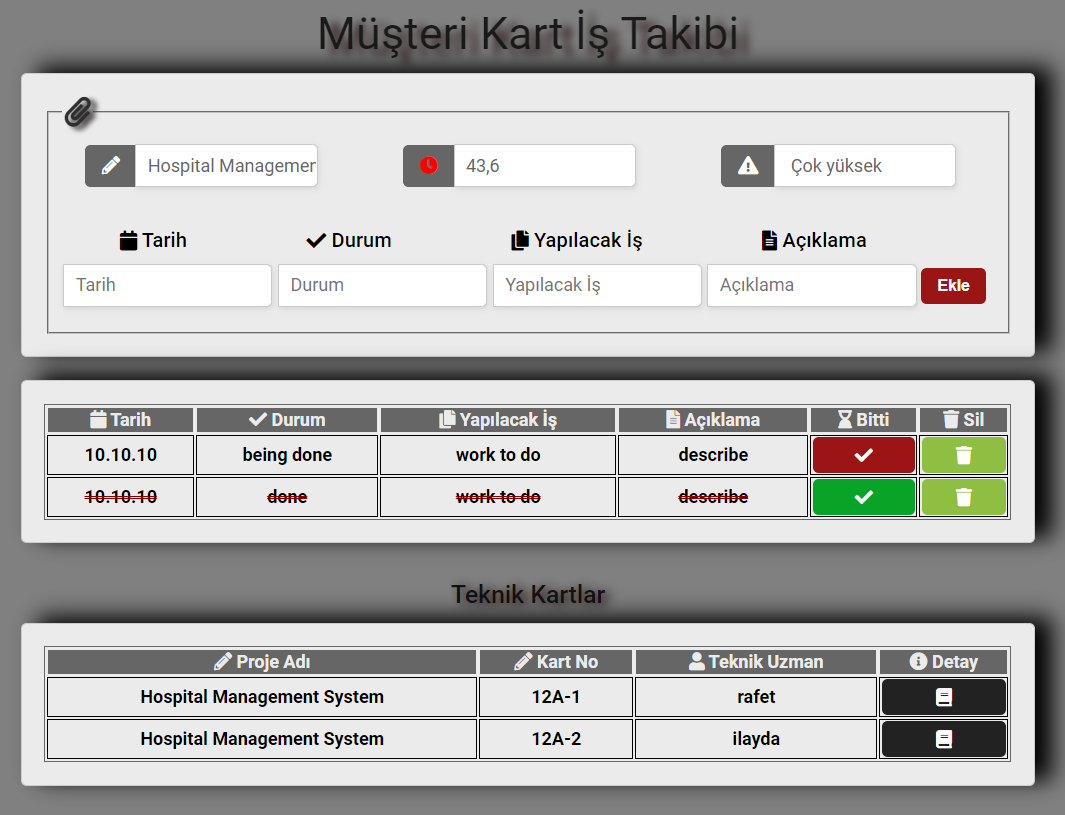 Müşteri Kart İş Takibi
Hospital Managemer
43,6
Çok yüksek
Tarih Durum Yapılacak İş Açıklama
Tarih Durum Yapılacak İş Açıklama Ekle
Tarih Durum Yapılacak İş Açıklama Bitti Sil
10.10.10 being done work to do describe
10.10.10 done work to do describe
Teknik Kartlar
Proje Adı Kart No Teknik Uzman Detay
Hospital Management System 12A-1 rafet
Hospital Management System 12A-2 ilayda